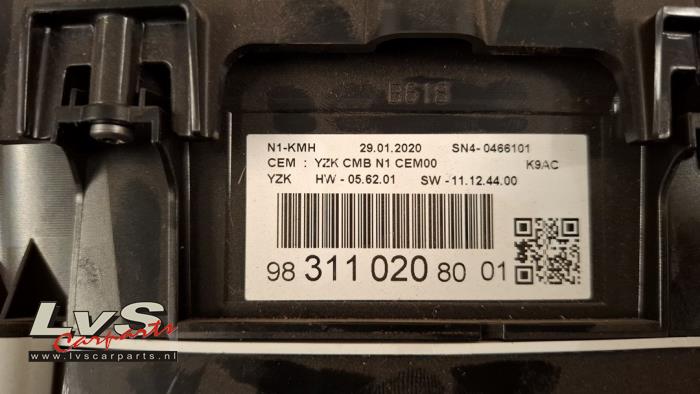 B618
N1-KMH 29.01.2020 SN4- 0466101
CEM : YZK CMB N1 CEM00 K9AC
YZK HW - 05.62.01 SW - 11.12.44.00
98 311 020 80 01
LvS
Carparts
www.lvscarparts.nl